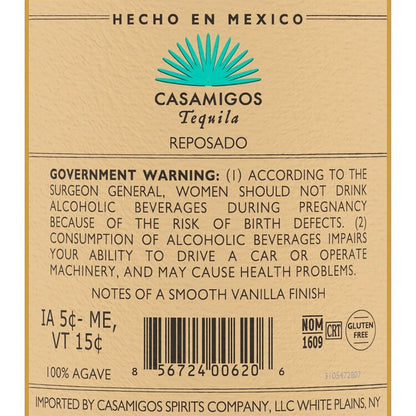 HECHO EN MEXICO
CASAMIGOS
Tequila
REPOSADO
GOVERNMENT WARNING: (1) ACCORDING TO THE
SURGEON GENERAL, WOMEN SHOULD NOT DRINK
ALCOHOLIC BEVERAGES DURING PREGNANCY
BECAUSE OF THE RISK OF BIRTH DEFECTS. (2)
CONSUMPTION OF ALCOHOLIC BEVERAGES IMPAIRS
YOUR ABILITY TO DRIVE A CAR OR OPERATE
MACHINERY, AND MAY CAUSE HEALTH PROBLEMS.
NOTES OF A SMOOTH VANILLA FINISH
IA 5¢- ME,
VT 15¢
100% AGAVE
8 56724 00620 6
NOM
1609
CRT
GLUTEN
FREE
3105472807
IMPORTED BY CASAMIGOS SPIRITS COMPANY, LLC WHITE PLAINS, NY